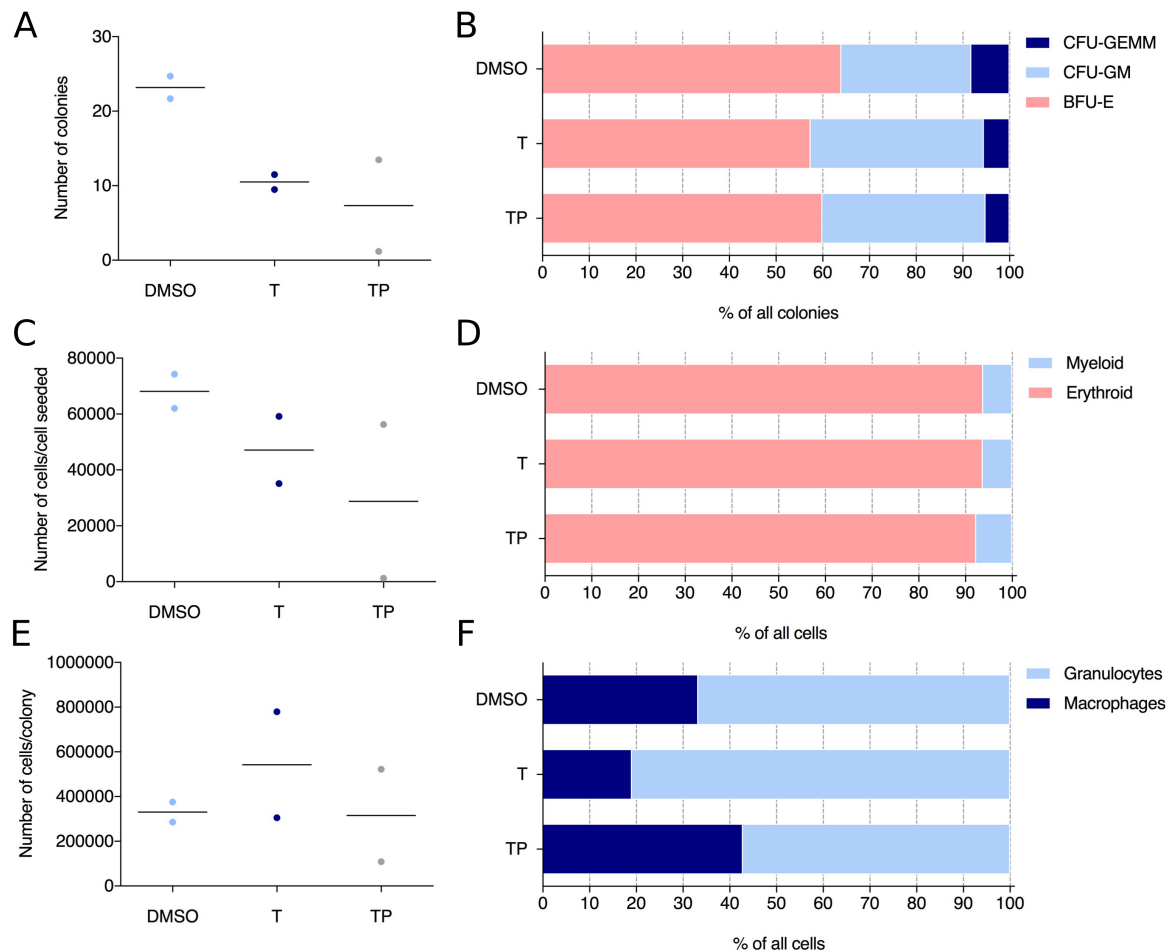 A
Number of colonies
30
20
10
0
DMSO T TP
B
DMSO
T
TP
0 10 20 30 40 50 60 70 80 90 100
% of all colonies
CFU-GEMM
CFU-GM
BFU-E
C
Number of cells/cell seeded
80000
60000
40000
20000
0
DMSO T TP
D
DMSO
T
TP
0 10 20 30 40 50 60 70 80 90 100
% of all cells
Myeloid
Erythroid
E
Number of cells/colony
1000000
800000
600000
400000
200000
0
DMSO T TP
F
DMSO
T
TP
0 10 20 30 40 50 60 70 80 90 100
% of all cells
Granulocytes
Macrophages